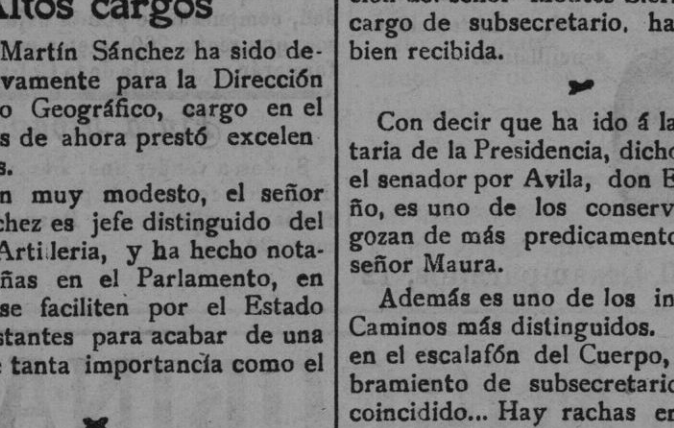 Altos cargos
Martín Sánchez ha sido de-
vamente para la Dirección
o Geográfico, cargo en el
s de ahora prestó excelen
s.
n muy modesto, el señor
chez es jefe distinguido del
Artilleria, y ha hecho nota-
ñas en el Parlamento, en
se faciliten por el Estado
stantes para acabar de una
e tanta importancia como el
cargo de subsecretario, ha
bien recibida.
Con decir que ha ido á la
taria de la Presidencia, dicho
el senador por Avila, don E
ño, es uno de los conserv
gozan de más predicamento
señor Maura.
Además es uno de los in
Caminos más distinguidos.
en el escalafón del Cuerpo,
bramiento de subsecretario
coincidido... Hay rachas en